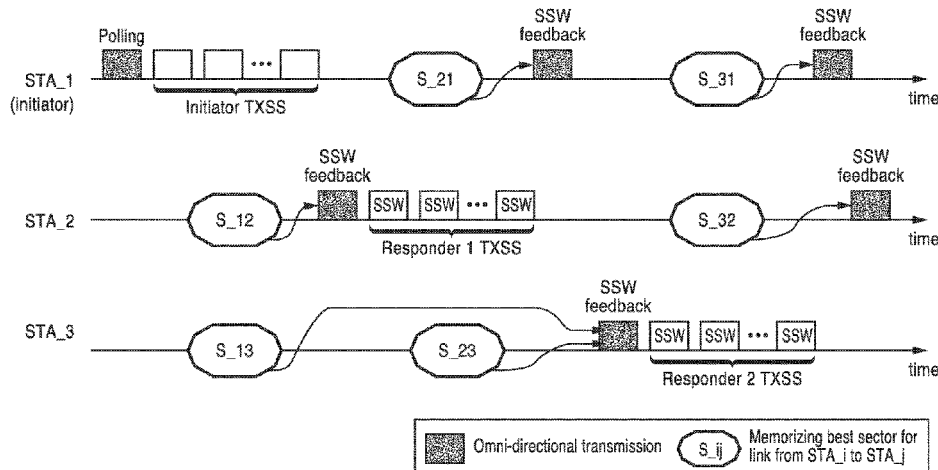 Polling
SSW
feedback
SSW
feedback
STA_1
(initiator)
S_21
S_31
•••
Initiator TXSS
time
SSW
feedback
SSW
feedback
STA_2
S_12
SSW SSW ••• SSW
S_32
Responder 1 TXSS
time
SSW
feedback
STA_3
S_13
S_23
SSW SSW ••• SSW
Responder 2 TXSS
time
Omni-directional transmission
S_ij
Memorizing best sector for
link from STA_i to STA_j